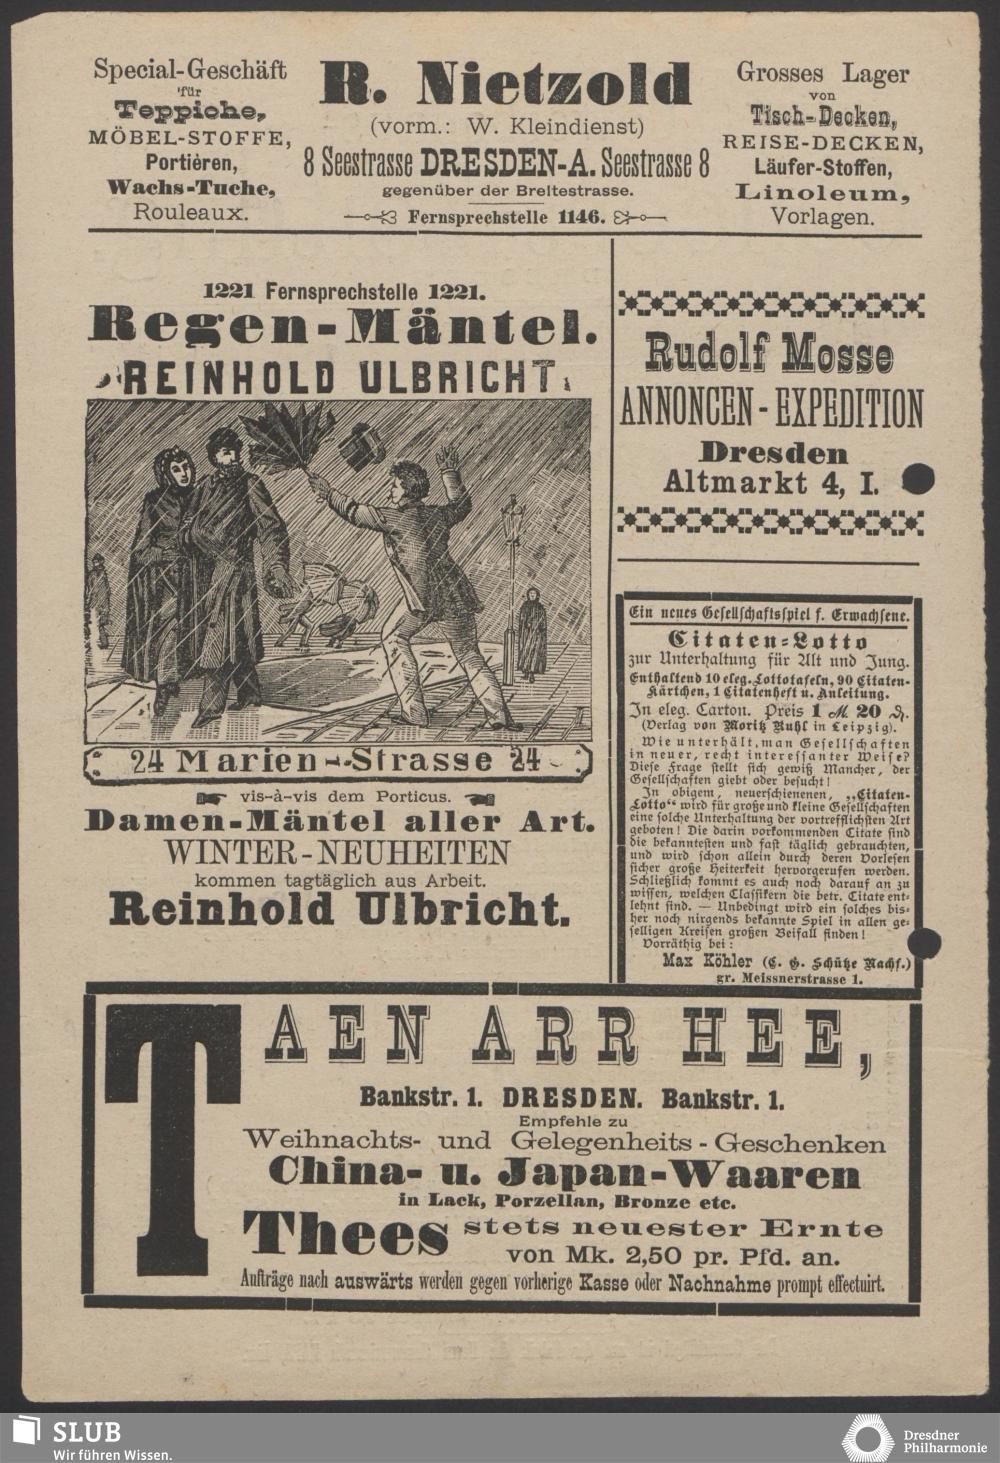 Special-Geschäft
für
Teppiche,
MÖBEL-STOFFE,
Portièren,
Wachs-Tuche,
Rouleaux.
R. Nietzold
(vorm.: W. Kleindienst)
8 Seestrasse DRESDEN-A. Seestrasse 8
gegenüber der Breitestrasse.
Fernsprechstelle 1146.
Grosses Lager
von
Tisch-Decken,
REISE-DECKEN,
Läufer-Stoffen,
Linoleum,
Vorlagen.
1221 Fernsprechstelle 1221.
Regen-Mäntel.
REINHOLD ULBRICHT
24 Marien-Strasse 24
vis-à-vis dem Porticus.
Damen-Mäntel aller Art.
WINTER-NEUHEITEN
kommen tagtäglich aus Arbeit.
Reinhold Ulbricht.
Rudolf Mosse
ANNONCEN-EXPEDITION
Dresden
Altmarkt 4, I.
Ein neues Gesellschaftsspiel f. Erwachsene.
Citaten-Lotto
zur Unterhaltung für Alt und Jung.
Enthaltend 10 eleg. Lottotafeln, 90 Citaten-
Kärtchen, 1 Citatenheft u. Anleitung.
In eleg. Carton. Preis 1 M. 20 ₰.
(Verlag von Moritz Ruhl in Leipzig).
Wie unterhält man Gesellschaften
in neuer, recht interessanter Weise?
Diese Frage stellt sich gewiß Mancher, der
Gesellschaften giebt oder besucht!
In obigem, neuerschienenen, „Citaten-
Lotto“ wird für große und kleine Gesellschaften
eine solche Unterhaltung der vortrefflichsten Art
geboten! Die darin vorkommenden Citate sind
die bekanntesten und fast täglich gebrauchten,
und wird schon allein durch deren Vorlesen
sicher große Heiterkeit hervorgerufen werden.
Schließlich kommt es auch noch darauf an zu
wissen, welchen Classikern die betr. Citate ent-
lehnt sind. — Unbedingt wird ein solches bis-
her noch nirgends bekannte Spiel in allen ge-
selligen Kreisen großen Beifall finden!
Vorräthig bei:
Max Köhler (C. G. Schütze Nachf.)
gr. Meissnerstrasse 1.
TAEN ARR HEE,
Bankstr. 1. DRESDEN. Bankstr. 1.
Empfehle zu
Weihnachts- und Gelegenheits-Geschenken
China- u. Japan-Waaren
in Lack, Porzellan, Bronze etc.
Thees stets neuester Ernte
von Mk. 2,50 pr. Pfd. an.
Aufträge nach auswärts werden gegen vorherige Kasse oder Nachnahme prompt effectuirt.
SLUB
Wir führen Wissen.
Dresdner
Philharmonie